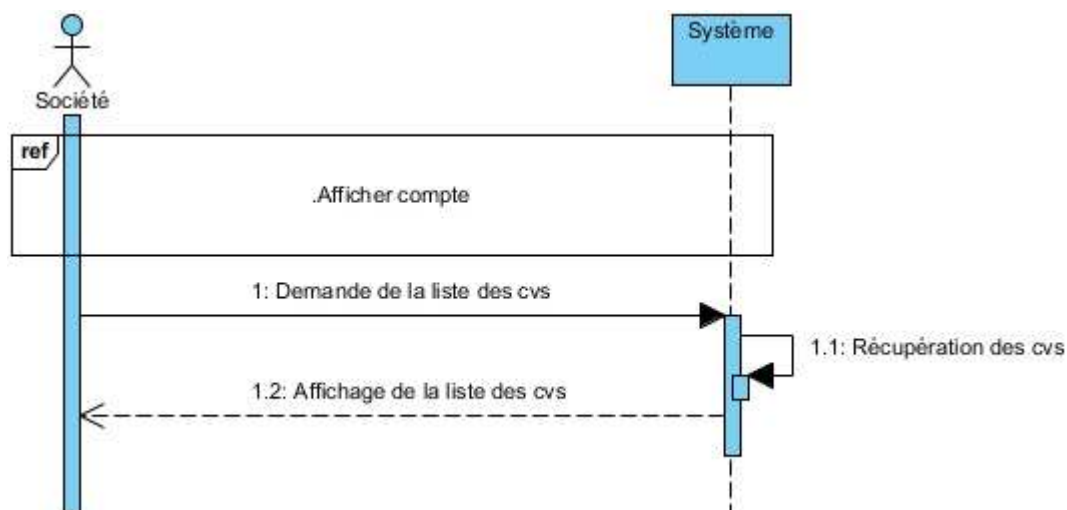 Système
Société
ref
.Afficher compte
1: Demande de la liste des cvs
1.1: Récupération des cvs
1.2: Affichage de la liste des cvs